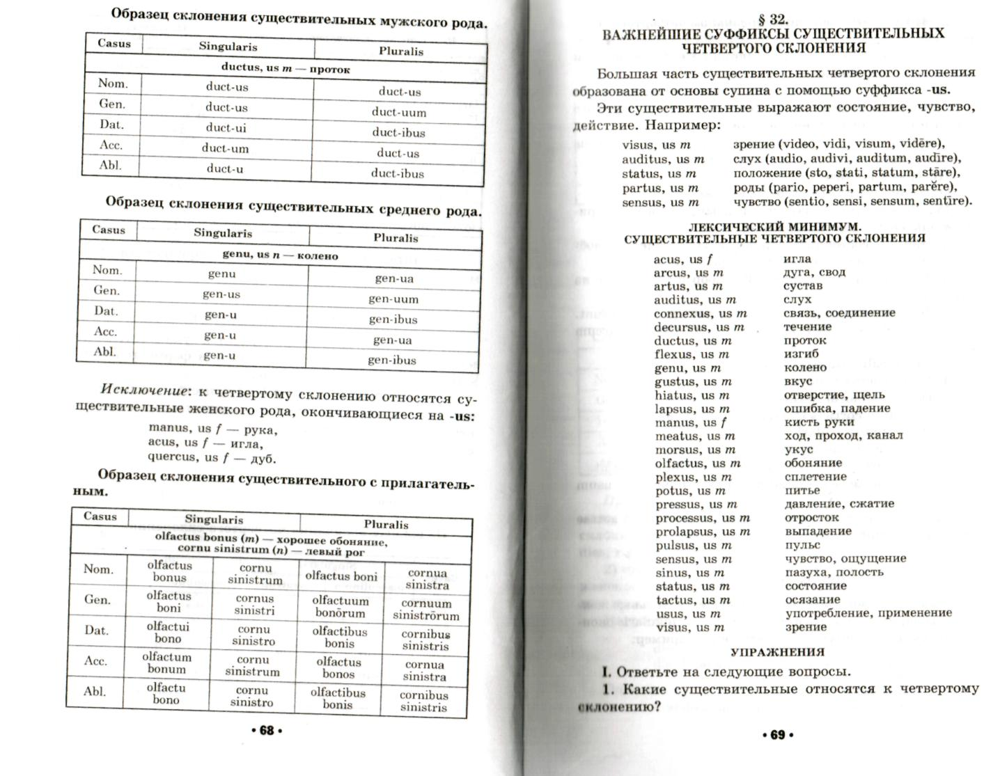 Образец склонения существительных мужского рода.
Casus Singularis Pluralis
ductus, us m — проток
Nom. duct-us duct-us
Gen. duct-us duct-uum
Dat. duct-ui duct-ibus
Acc. duct-um duct-us
Abl. duct-u duct-ibus
Образец склонения существительных среднего рода.
Casus Singularis Pluralis
genu, us n — колено
Nom. genu gen-ua
Gen. gen-us gen-uum
Dat. gen-u gen-ibus
Acc. gen-u gen-ua
Abl. gen-u gen-ibus
Исключение: к четвертому склонению относятся су-
ществительные женского рода, окончивающиеся на -us:
manus, us f — рука,
acus, us f — игла,
quercus, us f — дуб.
Образец склонения существительного с прилагатель-
ным.
Casus Singularis Pluralis
olfactus bonus (m) — хорошее обоняние,
cornu sinistrum (n) — левый рог
Nom. olfactus bonus cornu sinistrum olfactus boni cornua sinistra
Gen. olfactus boni cornus sinistri olfactuum bonōrum cornuum sinistrōrum
Dat. olfactui bono cornu sinistro olfactibus bonis cornibus sinistris
Acc. olfactum bonum cornu sinistrum olfactus bonos cornua sinistra
Abl. olfactu bono cornu sinistro olfactibus bonis cornibus sinistris
• 68 •
§ 32.
ВАЖНЕЙШИЕ СУФФИКСЫ СУЩЕСТВИТЕЛЬНЫХ
ЧЕТВЕРТОГО СКЛОНЕНИЯ
Большая часть существительных четвертого склонения
образована от основы супина с помощью суффикса -us.
Эти существительные выражают состояние, чувство,
действие. Например:
visus, us m зрение (video, vidi, visum, vidēre),
auditus, us m слух (audio, audivi, auditum, audīre),
status, us m положение (sto, stati, statum, stāre),
partus, us m роды (pario, peperi, partum, parĕre),
sensus, us m чувство (sentio, sensi, sensum, sentīre).
ЛЕКСИЧЕСКИЙ МИНИМУМ.
СУЩЕСТВИТЕЛЬНЫЕ ЧЕТВЕРТОГО СКЛОНЕНИЯ
acus, us f игла
arcus, us m дуга, свод
artus, us m сустав
auditus, us m слух
connexus, us m связь, соединение
decursus, us m течение
ductus, us m проток
flexus, us m изгиб
genu, us n колено
gustus, us m вкус
hiatus, us m отверстие, щель
lapsus, us m ошибка, падение
manus, us f кисть руки
meatus, us m ход, проход, канал
morsus, us m укус
olfactus, us m обоняние
plexus, us m сплетение
potus, us m питье
pressus, us m давление, сжатие
processus, us m отросток
prolapsus, us m выпадение
pulsus, us m пульс
sensus, us m чувство, ощущение
sinus, us m пазуха, полость
status, us m состояние
tactus, us m осязание
usus, us m употребление, применение
visus, us m зрение
УПРАЖНЕНИЯ
I. Ответьте на следующие вопросы.
1. Какие существительные относятся к четвертому
склонению?
• 69 •